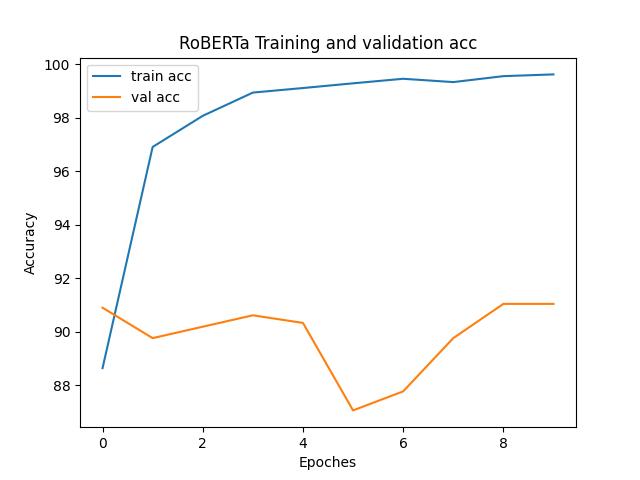 RoBERTa Training and validation acc
train acc
val acc
100
98
96
94
92
90
88
Accuracy
0
2
4
6
8
Epoches